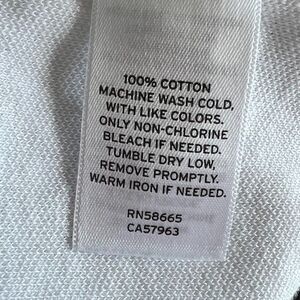 100% COTTON
MACHINE WASH COLD,
WITH LIKE COLORS.
ONLY NON-CHLORINE
BLEACH IF NEEDED.
TUMBLE DRY LOW,
REMOVE PROMPTLY.
WARM IRON IF NEEDED.
RN58665
CA57963